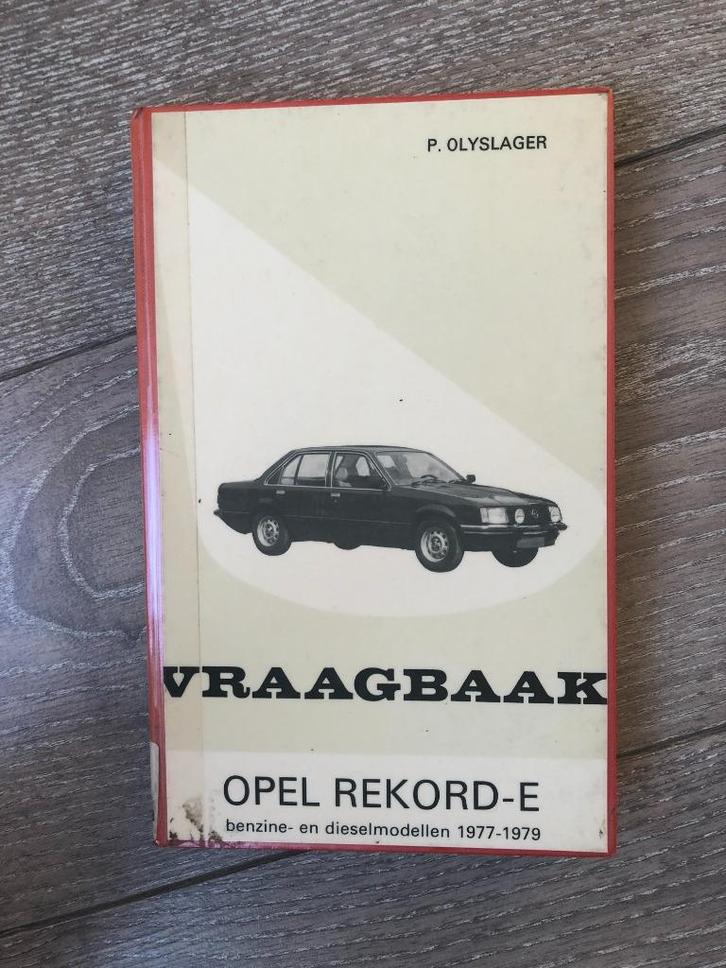 P. OLYSLAGER
VRAAGBAAK
OPEL REKORD-E
benzine- en dieselmodellen 1977-1979